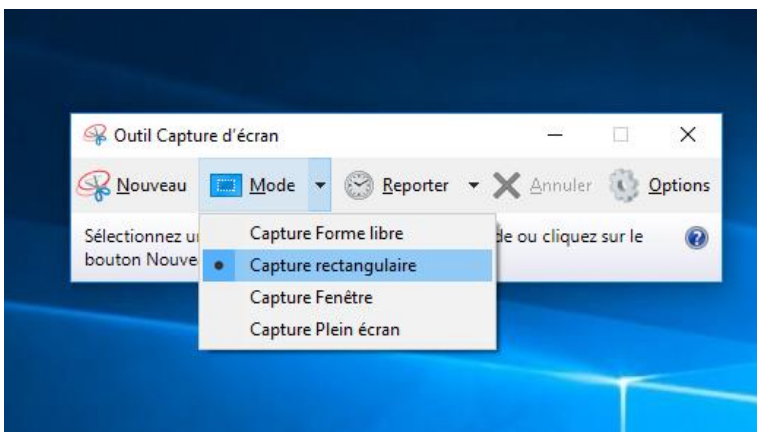 Outil Capture d'écran
Nouveau Mode Reporter Annuler Options
Sélectionnez u de ou cliquez sur le
bouton Nouve
Capture Forme libre
Capture rectangulaire
Capture Fenêtre
Capture Plein écran